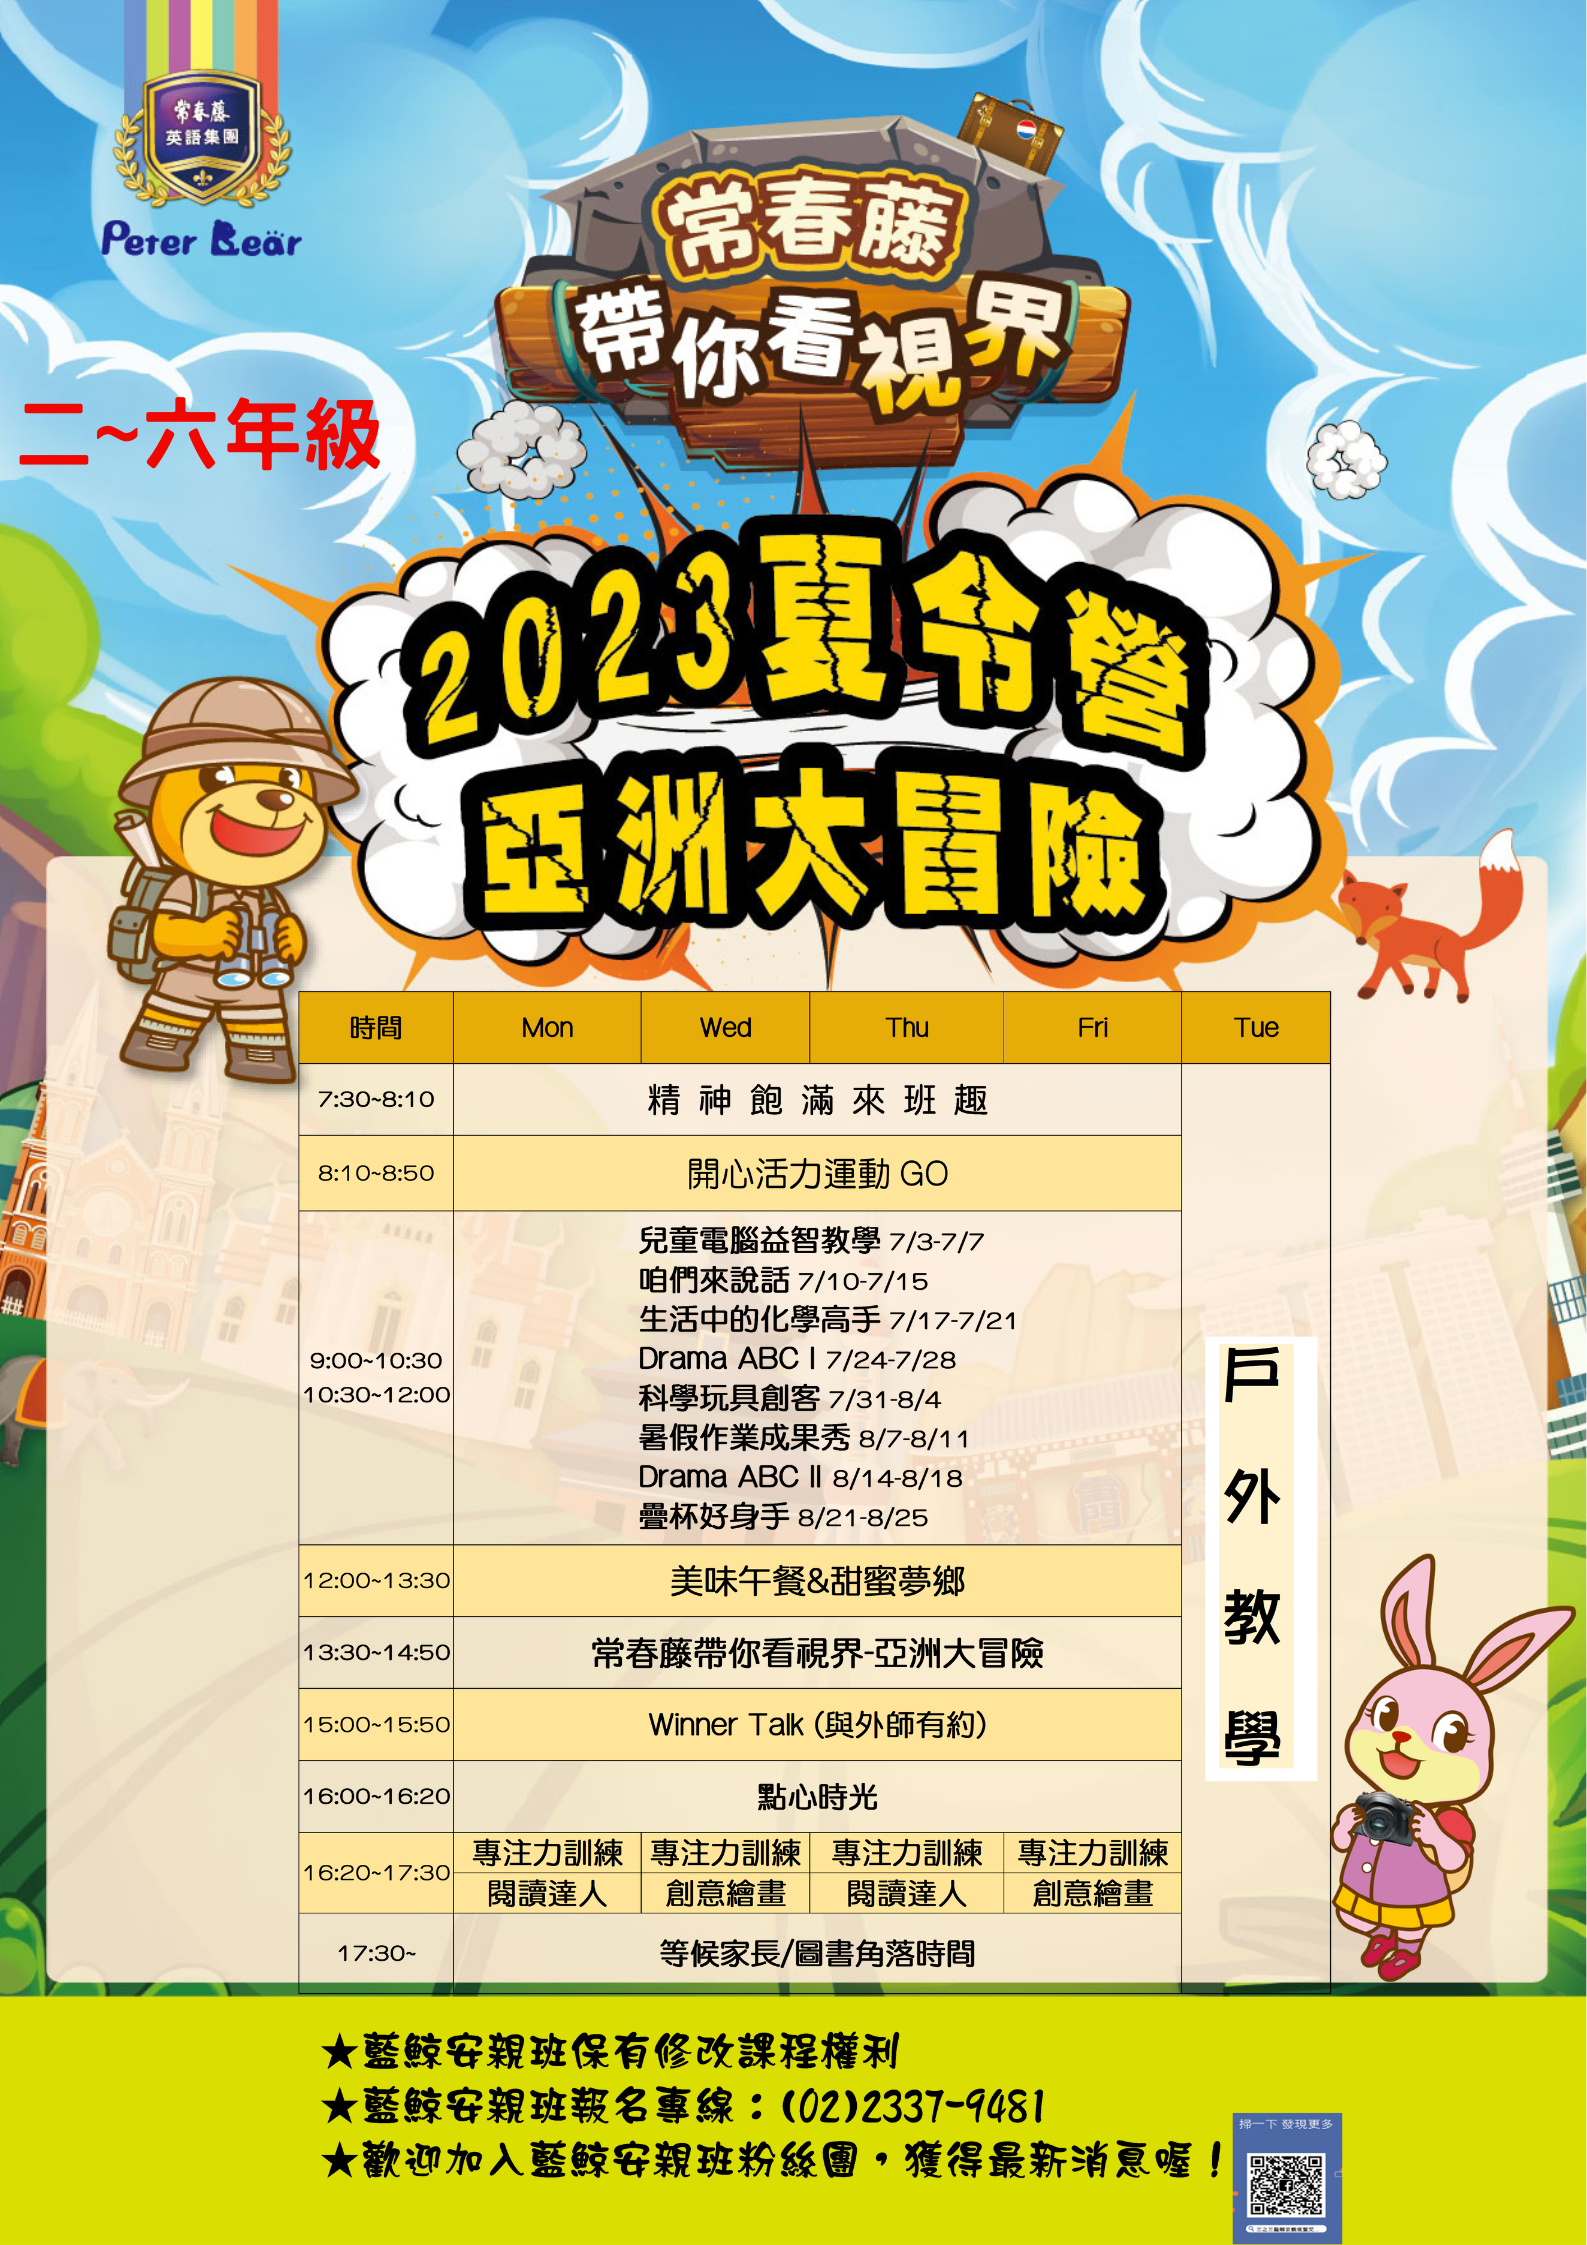 常春藤
英語集團
Peter Bear
常春藤
帶你看視界
二~六年級
2023夏令營
亞洲大冒險
時間 Mon Wed Thu Fri Tue
7:30~8:10 精神飽滿來班趣
8:10~8:50 開心活力運動 GO
9:00~10:30
10:30~12:00
兒童電腦益智教學 7/3-7/7
咱們來說話 7/10-7/15
生活中的化學高手 7/17-7/21
Drama ABC I 7/24-7/28
科學玩具創客 7/31-8/4
暑假作業成果秀 8/7-8/11
Drama ABC II 8/14-8/18
疊杯好身手 8/21-8/25
戶外教學
12:00~13:30 美味午餐&甜蜜夢鄉
13:30~14:50 常春藤帶你看視界-亞洲大冒險
15:00~15:50 Winner Talk (與外師有約)
16:00~16:20 點心時光
16:20~17:30 專注力訓練 專注力訓練 專注力訓練 專注力訓練
閱讀達人 創意繪畫 閱讀達人 創意繪畫
17:30~ 等候家長/圖書角落時間
★藍鯨安親班保有修改課程權利
★藍鯨安親班報名專線：(02)2337-9481
★歡迎加入藍鯨安親班粉絲團，獲得最新消息喔！
掃一下 發現更多